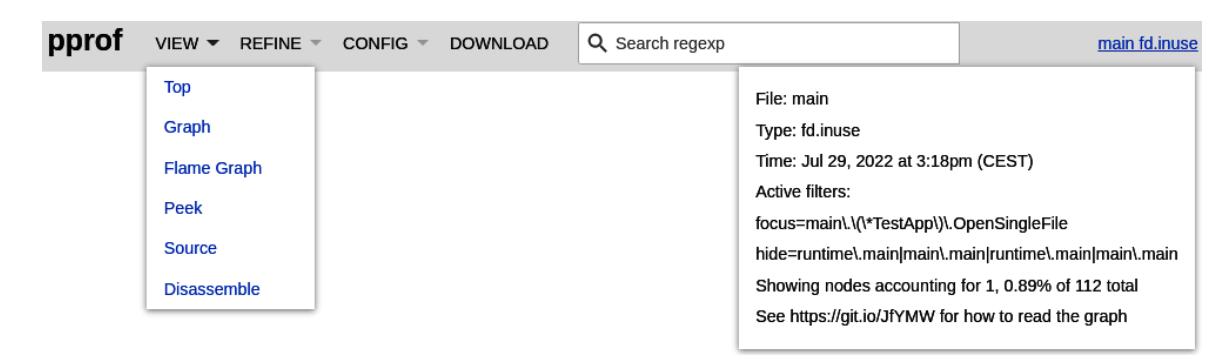 pprof VIEW REFINE CONFIG DOWNLOAD Search regexp main fd.inuse
Top
Graph
Flame Graph
Peek
Source
Disassemble
File: main
Type: fd.inuse
Time: Jul 29, 2022 at 3:18pm (CEST)
Active filters:
focus=main\.\(\*TestApp\)\.OpenSingleFile
hide=runtime\.main|main\.main|runtime\.main|main\.main
Showing nodes accounting for 1, 0.89% of 112 total
See https://git.io/JfYMW for how to read the graph